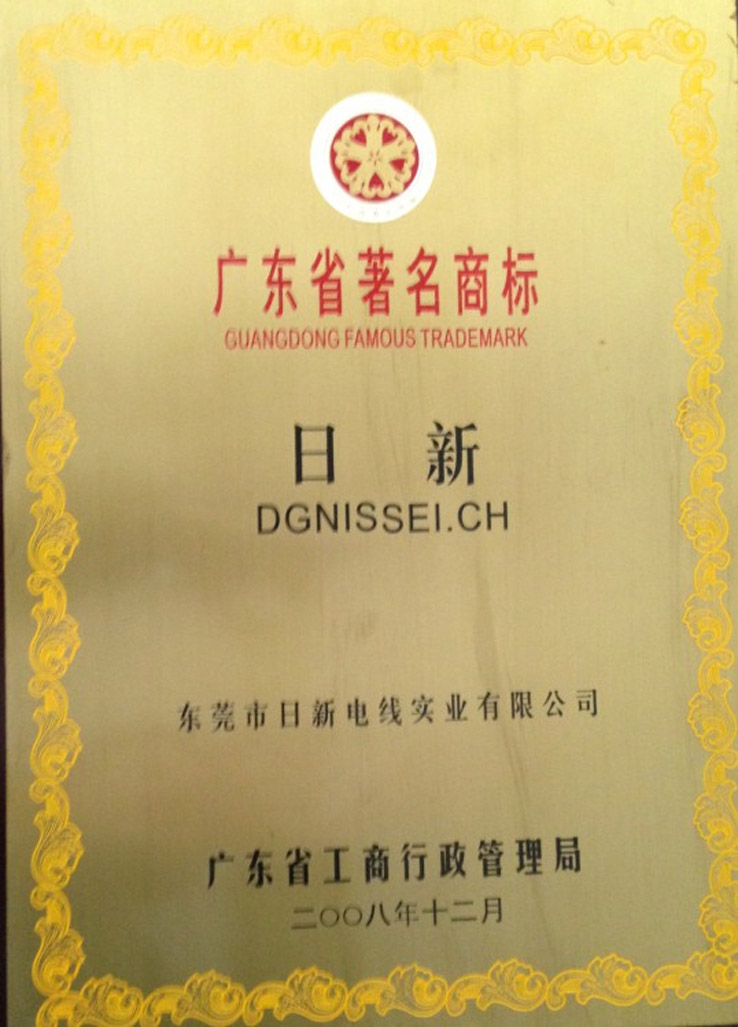 广东省著名商标
GUANGDONG FAMOUS TRADEMARK
日新
DGNISSEI.CH
东莞市日新电线实业有限公司
广东省工商行政管理局
二〇〇八年十二月